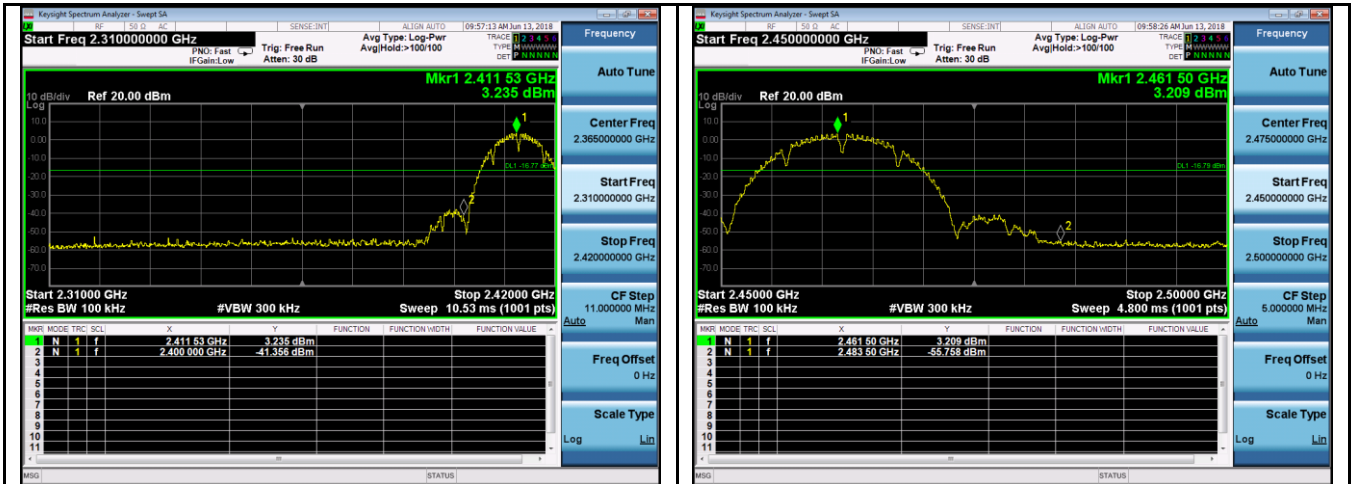 Keysight Spectrum Analyzer - Swept SA
RF 50 Ω AC SENSE:INT ALIGN AUTO 09:57:13 AM Jun 13, 2018
Start Freq 2.310000000 GHz
PNO: Fast
IFGain:Low
Trig: Free Run
Atten: 30 dB
Avg Type: Log-Pwr
Avg|Hold:>100/100
TRACE 1 2 3 4 5 6
TYPE M W W W W W
DET P N N N N N
Mkr1 2.411 53 GHz
3.235 dBm
10 dB/div Ref 20.00 dBm
Log
10.0
0.00
-10.0
-20.0
-30.0
-40.0
-50.0
-60.0
-70.0
1
DL1 -16.77 dBm
2
Start 2.31000 GHz Stop 2.42000 GHz
#Res BW 100 kHz #VBW 300 kHz Sweep 10.53 ms (1001 pts)
MKR MODE TRC SCL X Y FUNCTION FUNCTION WIDTH FUNCTION VALUE
1 N 1 f 2.411 53 GHz 3.235 dBm
2 N 1 f 2.400 000 GHz -41.356 dBm
3
4
5
6
7
8
9
10
11
MSG STATUS
Frequency
Auto Tune
Center Freq
2.365000000 GHz
Start Freq
2.310000000 GHz
Stop Freq
2.420000000 GHz
CF Step
11.000000 MHz
Auto Man
Freq Offset
0 Hz
Scale Type
Log Lin
Keysight Spectrum Analyzer - Swept SA
RF 50 Ω AC SENSE:INT ALIGN AUTO 09:58:26 AM Jun 13, 2018
Start Freq 2.450000000 GHz
PNO: Fast
IFGain:Low
Trig: Free Run
Atten: 30 dB
Avg Type: Log-Pwr
Avg|Hold:>100/100
TRACE 1 2 3 4 5 6
TYPE M W W W W W
DET P N N N N N
Mkr1 2.461 50 GHz
3.209 dBm
10 dB/div Ref 20.00 dBm
Log
10.0
0.00
-10.0
-20.0
-30.0
-40.0
-50.0
-60.0
-70.0
1
DL1 -16.79 dBm
2
Start 2.45000 GHz Stop 2.50000 GHz
#Res BW 100 kHz #VBW 300 kHz Sweep 4.800 ms (1001 pts)
MKR MODE TRC SCL X Y FUNCTION FUNCTION WIDTH FUNCTION VALUE
1 N 1 f 2.461 50 GHz 3.209 dBm
2 N 1 f 2.483 50 GHz -55.758 dBm
3
4
5
6
7
8
9
10
11
MSG STATUS
Frequency
Auto Tune
Center Freq
2.475000000 GHz
Start Freq
2.450000000 GHz
Stop Freq
2.500000000 GHz
CF Step
5.000000 MHz
Auto Man
Freq Offset
0 Hz
Scale Type
Log Lin